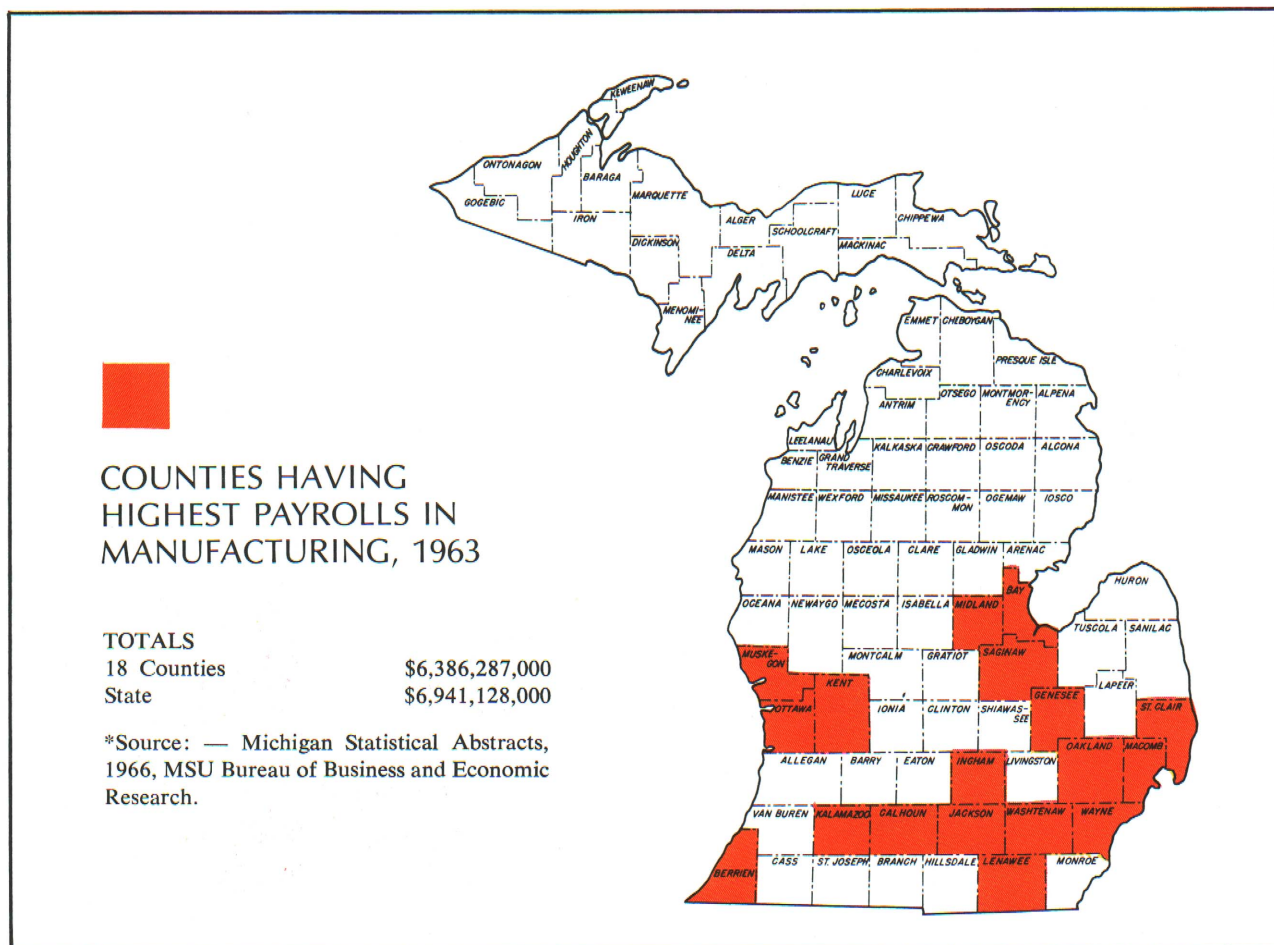 KEWEENAW
HOUGHTON
ONTONAGON
BARAGA
GOGEBIC
MARQUETTE
IRON
LUCE
ALGER
CHIPPEWA
SCHOOLCRAFT
DICKINSON
DELTA
MACKINAC
MENOMI-
NEE
EMMET CHEBOYGAN
PRESQUE ISLE
CHARLEVOIX
ANTRIM OTSEGO MONTMOR-
ENCY ALPENA
LEELANAU
BENZIE GRAND
TRAVERSE KALKASKA CRAWFORD OSCODA ALCONA
MANISTEE WEXFORD MISSAUKEE ROSCOM-
MON OGEMAW IOSCO
MASON LAKE OSCEOLA CLARE GLADWIN ARENAC
HURON
BAY
OCEANA NEWAYGO MECOSTA ISABELLA MIDLAND
TUSCOLA SANILAC
MUSKE-
GON MONTCALM GRATIOT SAGINAW
KENT GENESEE LAPEER
OTTAWA IONIA CLINTON SHIAWAS-
SEE ST. CLAIR
ALLEGAN BARRY EATON INGHAM LIVINGSTON OAKLAND MACOMB
VAN BUREN KALAMAZOO CALHOUN JACKSON WASHTENAW WAYNE
BERRIEN CASS ST. JOSEPH BRANCH HILLSDALE LENAWEE MONROE
COUNTIES HAVING
HIGHEST PAYROLLS IN
MANUFACTURING, 1963
TOTALS
18 Counties $6,386,287,000
State $6,941,128,000
*Source: — Michigan Statistical Abstracts,
1966, MSU Bureau of Business and Economic
Research.